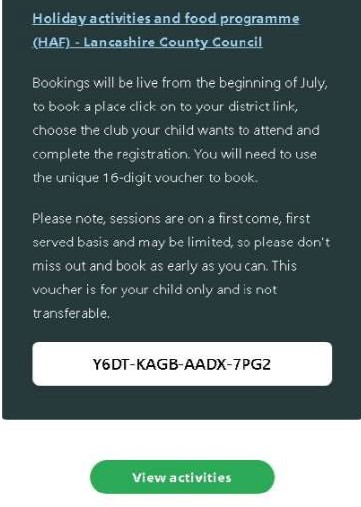 Holiday activities and food programme
(HAF) - Lancashire County Council
Bookings will be live from the beginning of July,
to book a place click on to your district link,
choose the club your child wants to attend and
complete the registration. You will need to use
the unique 16-digit voucher to book.
Please note, sessions are on a first come, first
served basis and may be limited, so please don't
miss out and book as early as you can. This
voucher is for your child only and is not
transferable.
Y6DT-KAGB-AADX-7PG2
View activities